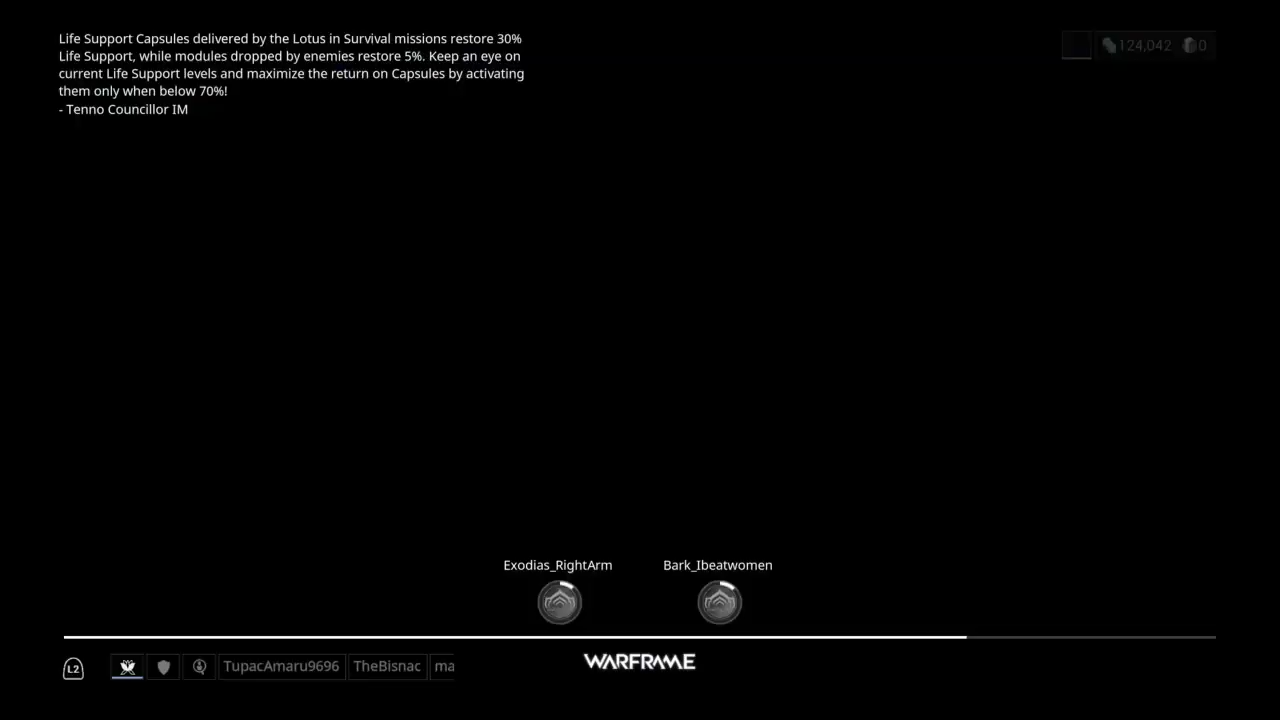 Life Support Capsules delivered by the Lotus in Survival missions restore 30%
Life Support, while modules dropped by enemies restore 5%. Keep an eye on
current Life Support levels and maximize the return on Capsules by activating
them only when below 70%!
- Tenno Councillor IM
124,042 0
Exodias_RightArm Bark_Ibeatwomen
WARFRAME
L2 TupacAmaru9696 TheBisnac ma